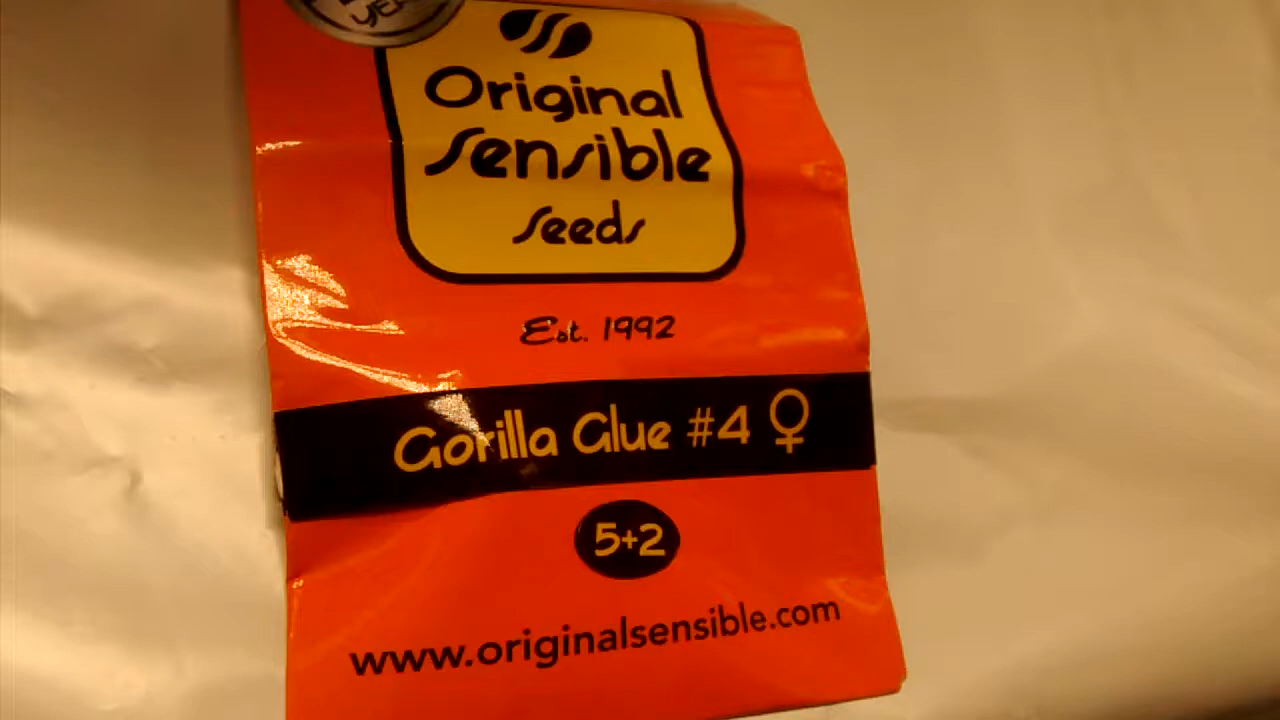 Original
Sensible
Seeds
Est. 1992
Gorilla Glue #4 ♀
5+2
www.originalsensible.com